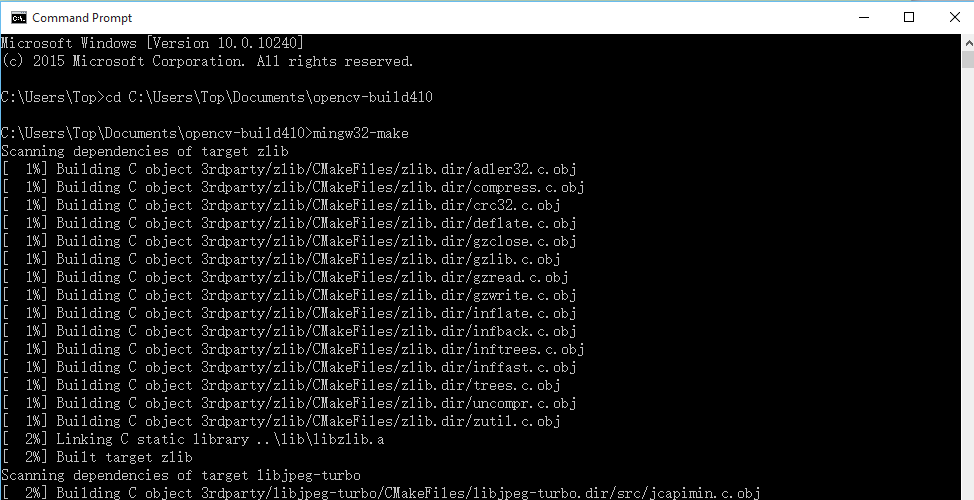 Command Prompt
Microsoft Windows [Version 10.0.10240]
(c) 2015 Microsoft Corporation. All rights reserved.
C:\Users\Top>cd C:\Users\Top\Documents\opencv-build410
C:\Users\Top\Documents\opencv-build410>mingw32-make
Scanning dependencies of target zlib
[  1%] Building C object 3rdparty/zlib/CMakeFiles/zlib.dir/adler32.c.obj
[  1%] Building C object 3rdparty/zlib/CMakeFiles/zlib.dir/compress.c.obj
[  1%] Building C object 3rdparty/zlib/CMakeFiles/zlib.dir/crc32.c.obj
[  1%] Building C object 3rdparty/zlib/CMakeFiles/zlib.dir/deflate.c.obj
[  1%] Building C object 3rdparty/zlib/CMakeFiles/zlib.dir/gzclose.c.obj
[  1%] Building C object 3rdparty/zlib/CMakeFiles/zlib.dir/gzlib.c.obj
[  1%] Building C object 3rdparty/zlib/CMakeFiles/zlib.dir/gzread.c.obj
[  1%] Building C object 3rdparty/zlib/CMakeFiles/zlib.dir/gzwrite.c.obj
[  1%] Building C object 3rdparty/zlib/CMakeFiles/zlib.dir/inflate.c.obj
[  1%] Building C object 3rdparty/zlib/CMakeFiles/zlib.dir/infback.c.obj
[  1%] Building C object 3rdparty/zlib/CMakeFiles/zlib.dir/inftrees.c.obj
[  1%] Building C object 3rdparty/zlib/CMakeFiles/zlib.dir/inffast.c.obj
[  1%] Building C object 3rdparty/zlib/CMakeFiles/zlib.dir/trees.c.obj
[  1%] Building C object 3rdparty/zlib/CMakeFiles/zlib.dir/uncompr.c.obj
[  1%] Building C object 3rdparty/zlib/CMakeFiles/zlib.dir/zutil.c.obj
[  2%] Linking C static library ..\lib\libzlib.a
[  2%] Built target zlib
Scanning dependencies of target libjpeg-turbo
[  2%] Building C object 3rdparty/libjpeg-turbo/CMakeFiles/libjpeg-turbo.dir/src/jcapimin.c.obj